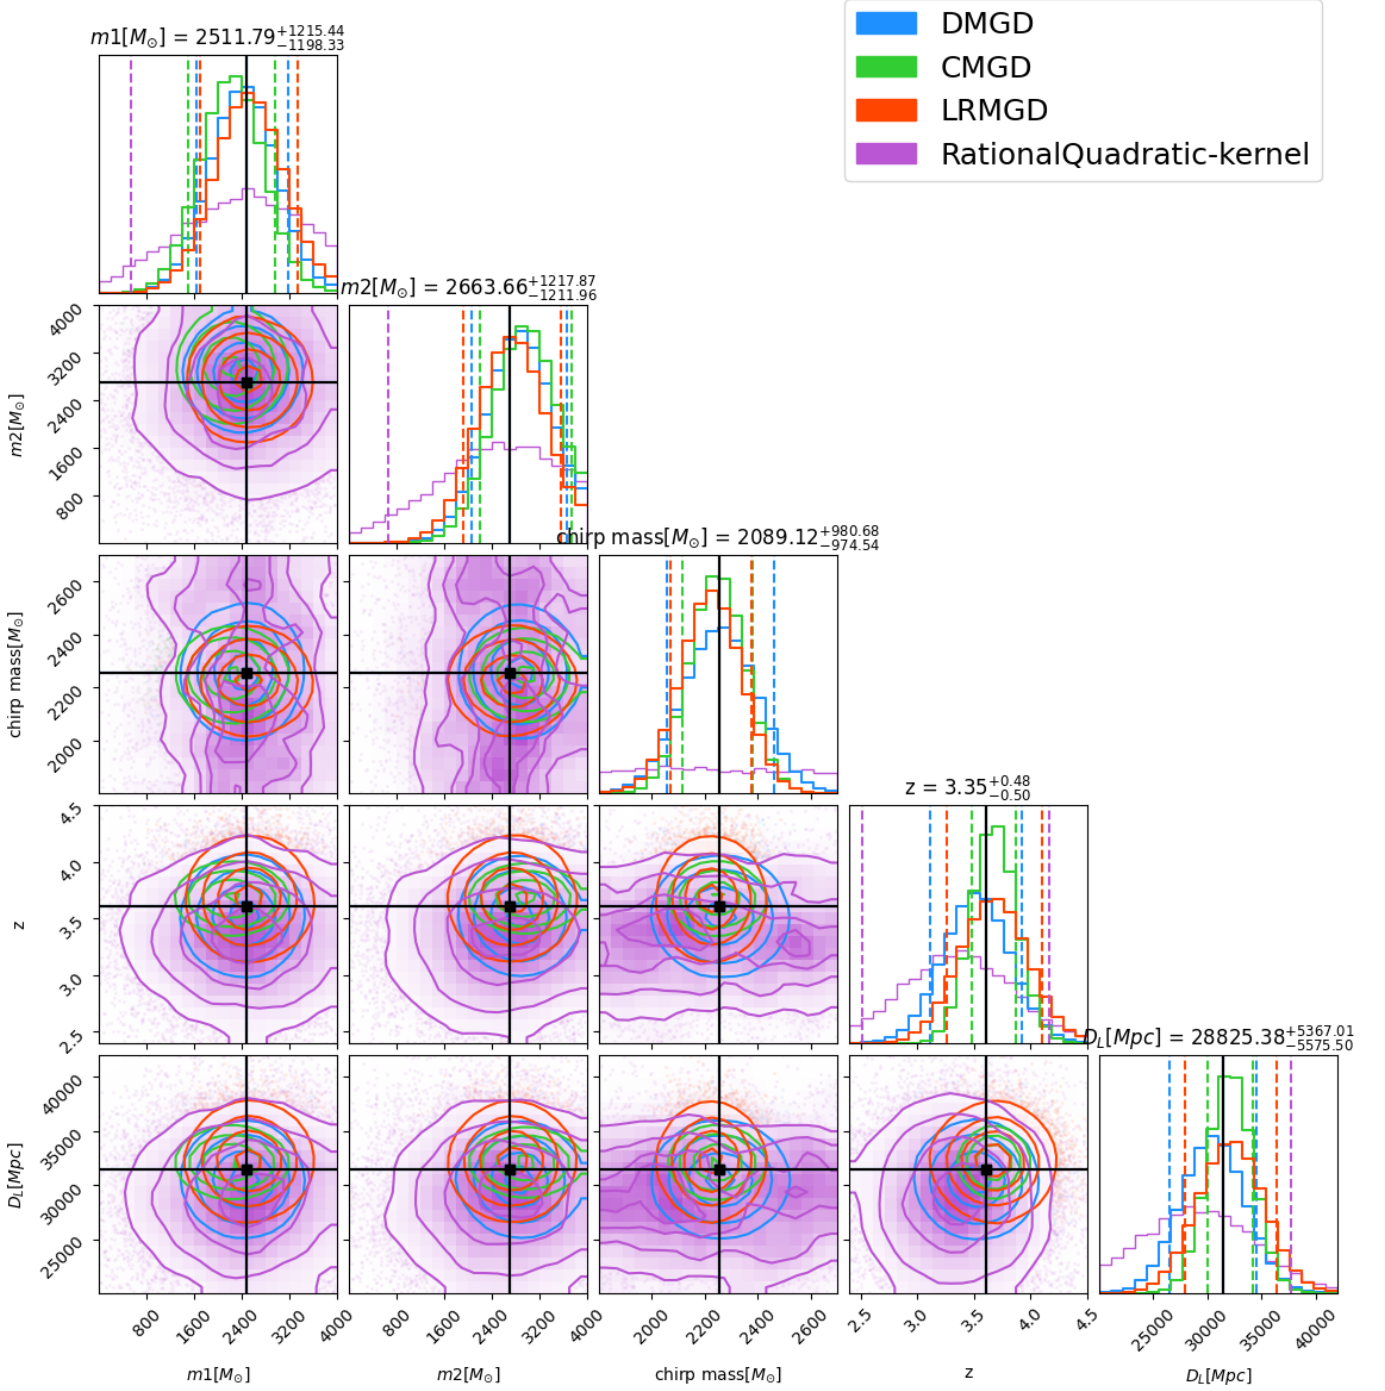 DMGD
CMGD
LRMGD
RationalQuadratic-kernel
m1[M⊙] = 2511.79+1215.44−1198.33
m2[M⊙] = 2663.66+1217.87−1211.96
4000
3200
2400
1600
800
m2[M⊙]
chirp mass[M⊙] = 2089.12+980.68−974.54
2600
2400
2200
2000
chirp mass[M⊙]
z = 3.35+0.48−0.50
4.5
4.0
3.5
3.0
2.5
z
DL[Mpc] = 28825.38+5367.01−5575.50
40000
35000
30000
25000
DL[Mpc]
800 1600 2400 3200 4000
800 1600 2400 3200 4000
2000 2200 2400 2600
2.5 3.0 3.5 4.0 4.5
25000 30000 35000 40000
m1[M⊙] m2[M⊙] chirp mass[M⊙] z DL[Mpc]